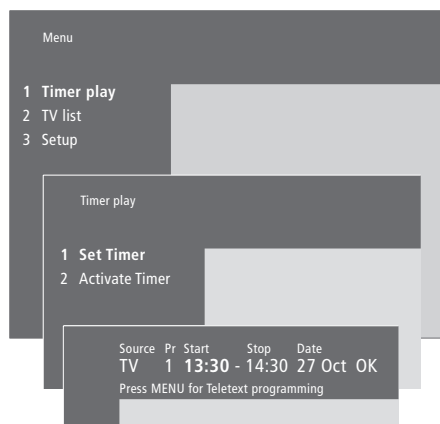 Menu
1 Timer play
2 TV list
3 Setup
Timer play
1 Set Timer
2 Activate Timer
Source Pr Start Stop Date
TV 1 13:30 - 14:30 27 Oct OK
Press MENU for Teletext programming